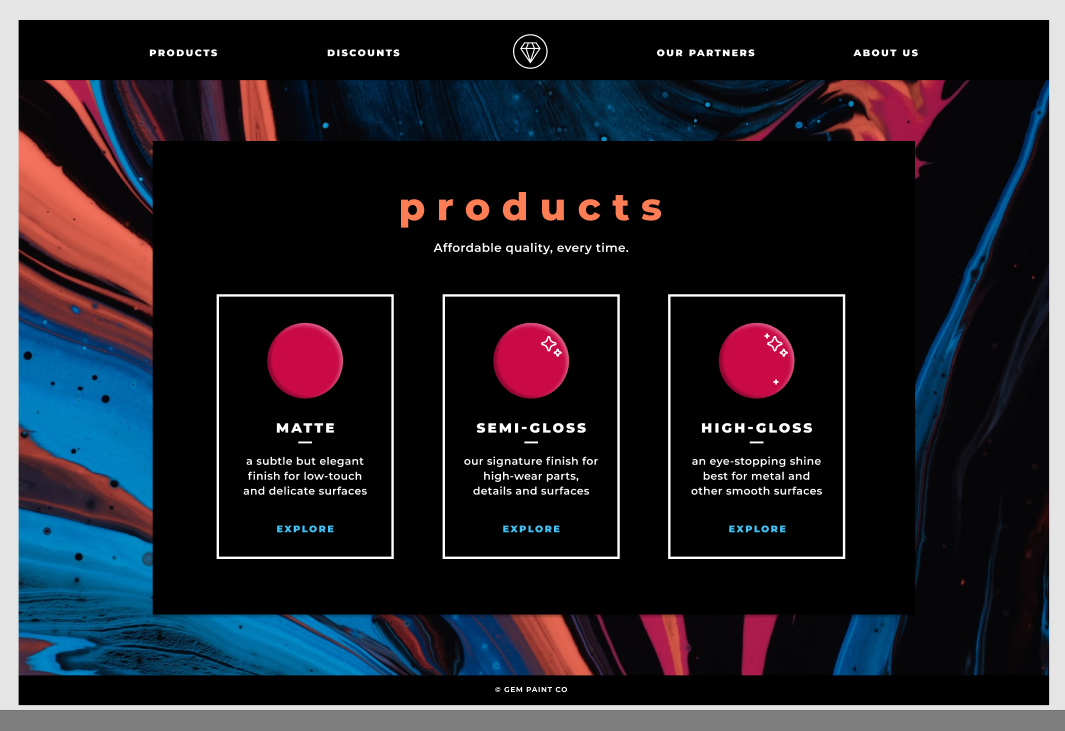 PRODUCTS
DISCOUNTS
OUR PARTNERS
ABOUT US
products
Affordable quality, every time.
MATTE
a subtle but elegant
finish for low-touch
and delicate surfaces
EXPLORE
SEMI-GLOSS
our signature finish for
high-wear parts,
details and surfaces
EXPLORE
HIGH-GLOSS
an eye-stopping shine
best for metal and
other smooth surfaces
EXPLORE
© GEM PAINT CO